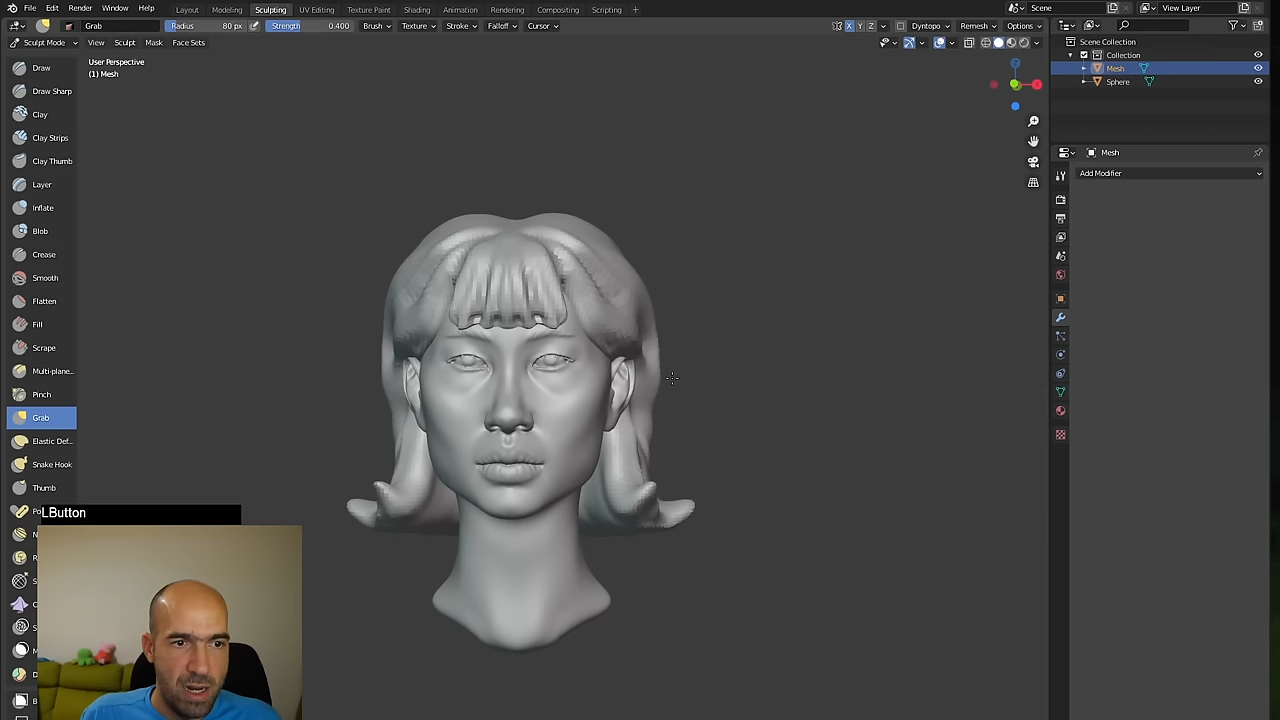 File Edit Render Window Help Layout Modeling Sculpting UV Editing Texture Paint Shading Animation Rendering Compositing Scripting + Scene View Layer
Grab Radius 80 px Strength 0.400 Brush Texture Stroke Falloff Cursor X Y Z Dyntopo Remesh Options
Sculpt Mode View Sculpt Mask Face Sets
Scene Collection
Collection
Mesh
Sphere
User Perspective
(1) Mesh
Draw
Draw Sharp
Clay
Clay Strips
Clay Thumb
Layer
Inflate
Blob
Crease
Smooth
Flatten
Fill
Scrape
Multi-plane...
Pinch
Grab
Elastic Def...
Snake Hook
Thumb
LButton
Mesh
Add Modifier